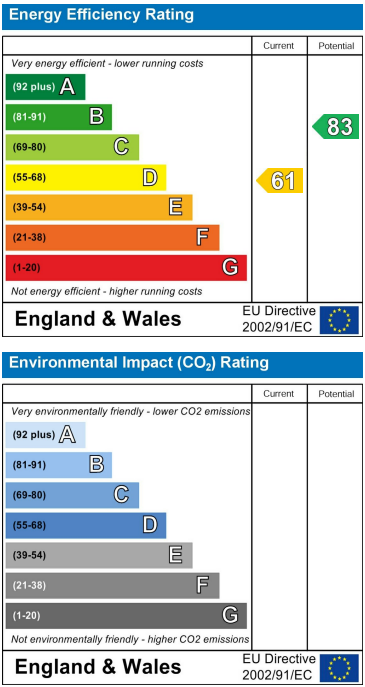 Energy Efficiency Rating
Current Potential
Very energy efficient - lower running costs
(92 plus) A
(81-91) B
(69-80) C
(55-68) D
(39-54) E
(21-38) F
(1-20) G
61
83
Not energy efficient - higher running costs
England & Wales
EU Directive
2002/91/EC
Environmental Impact (CO₂) Rating
Current Potential
Very environmentally friendly - lower CO2 emissions
(92 plus) A
(81-91) B
(69-80) C
(55-68) D
(39-54) E
(21-38) F
(1-20) G
Not environmentally friendly - higher CO2 emissions
England & Wales
EU Directive
2002/91/EC